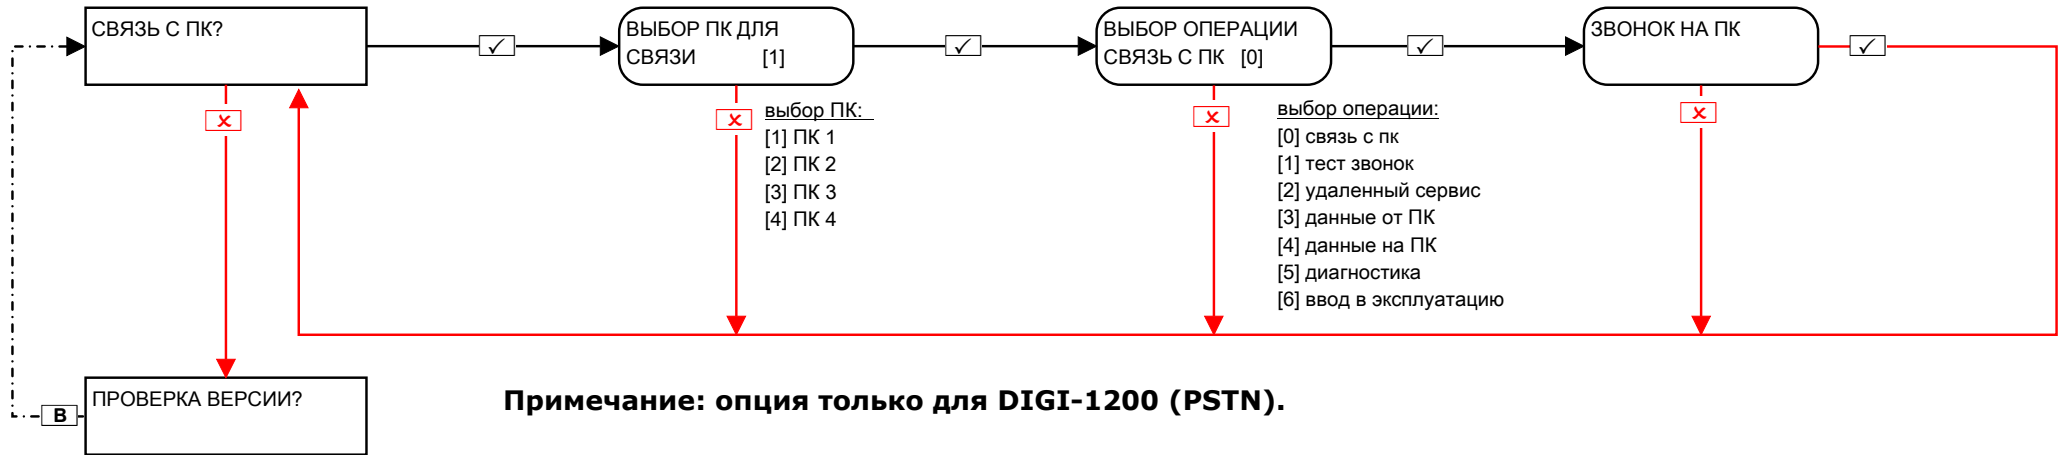 СВЯЗЬ С ПК?
ВЫБОР ПК ДЛЯ
СВЯЗИ [1]
ВЫБОР ОПЕРАЦИИ
СВЯЗЬ С ПК [0]
ЗВОНОК НА ПК
выбор ПК:
[1] ПК 1
[2] ПК 2
[3] ПК 3
[4] ПК 4
выбор операции:
[0] связь с пк
[1] тест звонок
[2] удаленный сервис
[3] данные от ПК
[4] данные на ПК
[5] диагностика
[6] ввод в эксплуатацию
B
ПРОВЕРКА ВЕРСИИ?
Примечание: опция только для DIGI-1200 (PSTN).